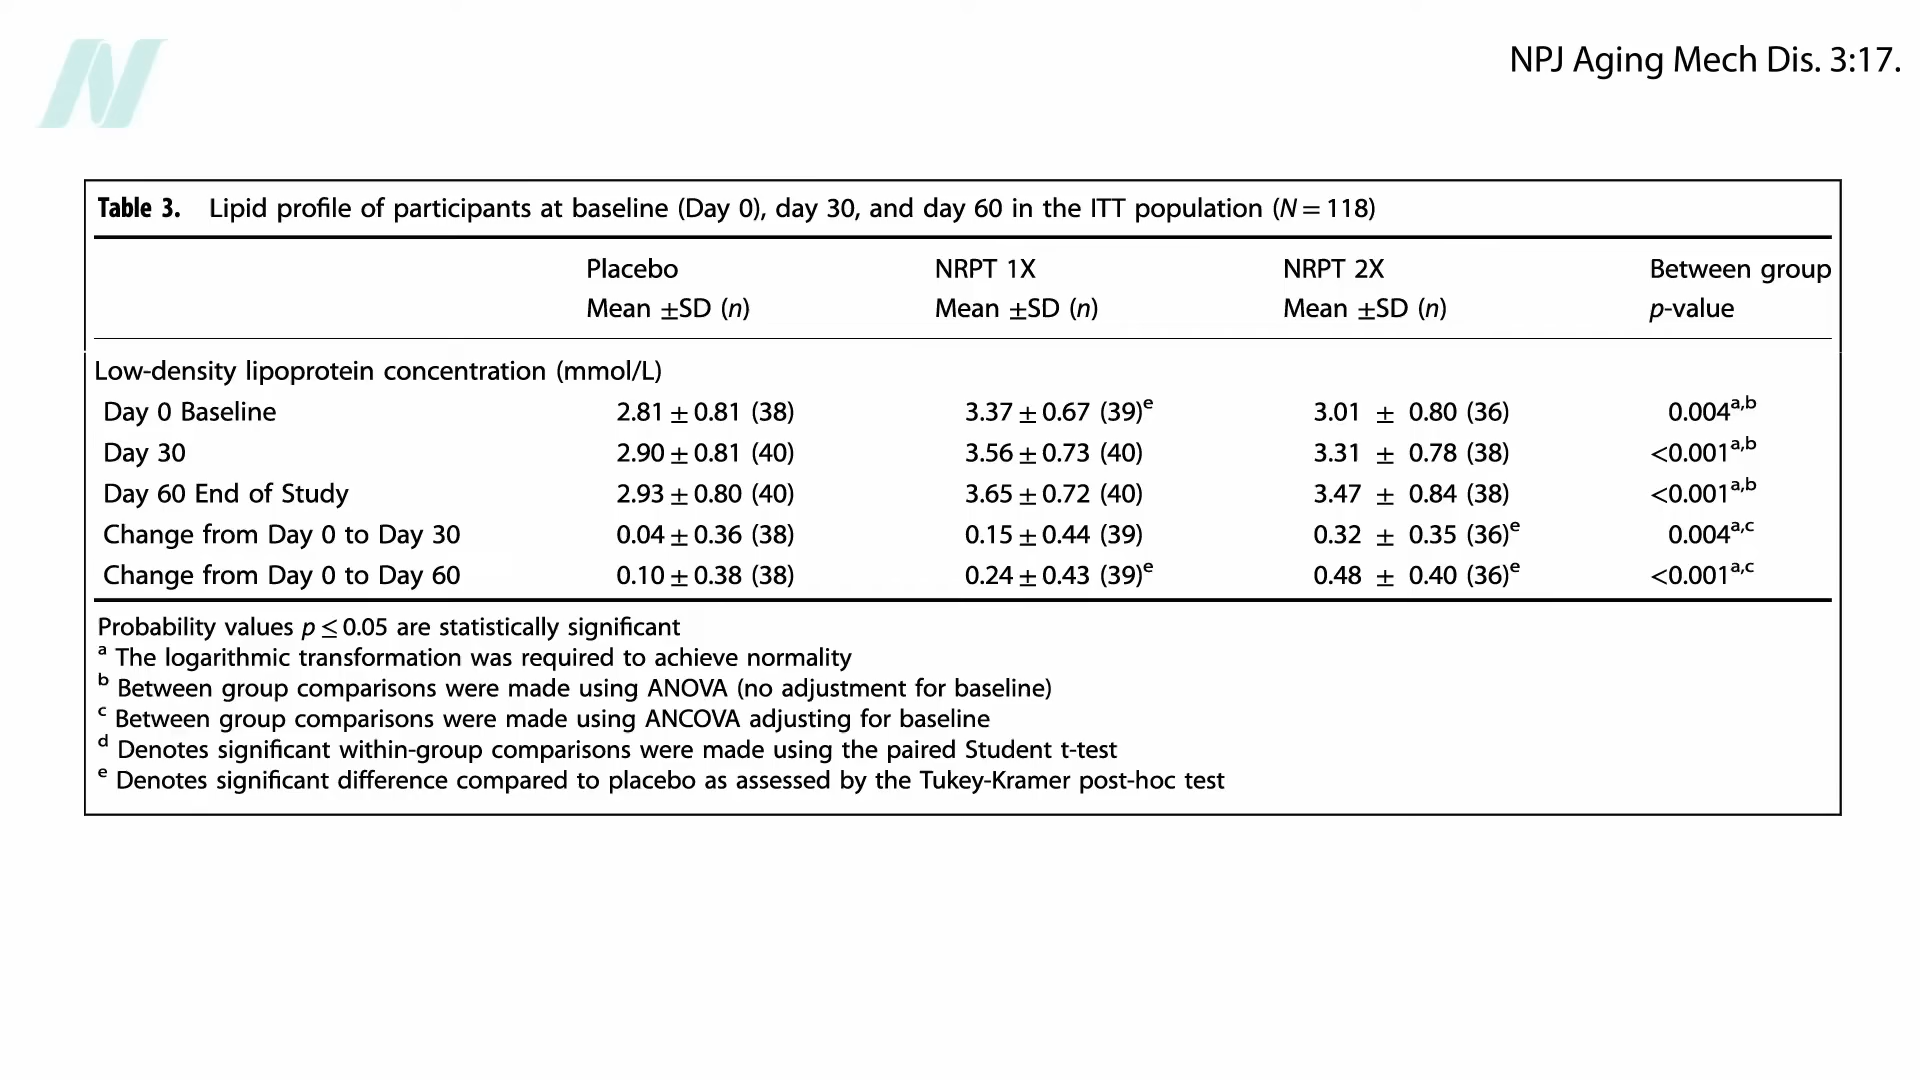 NPJ Aging Mech Dis. 3:17.
Table 3. Lipid profile of participants at baseline (Day 0), day 30, and day 60 in the ITT population (N = 118)
Placebo NRPT 1X NRPT 2X Between group
Mean ±SD (n) Mean ±SD (n) Mean ±SD (n) p-value
Low-density lipoprotein concentration (mmol/L)
Day 0 Baseline 2.81 ± 0.81 (38) 3.37 ± 0.67 (39)e 3.01 ± 0.80 (36) 0.004a,b
Day 30 2.90 ± 0.81 (40) 3.56 ± 0.73 (40) 3.31 ± 0.78 (38) <0.001a,b
Day 60 End of Study 2.93 ± 0.80 (40) 3.65 ± 0.72 (40) 3.47 ± 0.84 (38) <0.001a,b
Change from Day 0 to Day 30 0.04 ± 0.36 (38) 0.15 ± 0.44 (39) 0.32 ± 0.35 (36)e 0.004a,c
Change from Day 0 to Day 60 0.10 ± 0.38 (38) 0.24 ± 0.43 (39)e 0.48 ± 0.40 (36)e <0.001a,c
Probability values p ≤ 0.05 are statistically significant
a The logarithmic transformation was required to achieve normality
b Between group comparisons were made using ANOVA (no adjustment for baseline)
c Between group comparisons were made using ANCOVA adjusting for baseline
d Denotes significant within-group comparisons were made using the paired Student t-test
e Denotes significant difference compared to placebo as assessed by the Tukey-Kramer post-hoc test